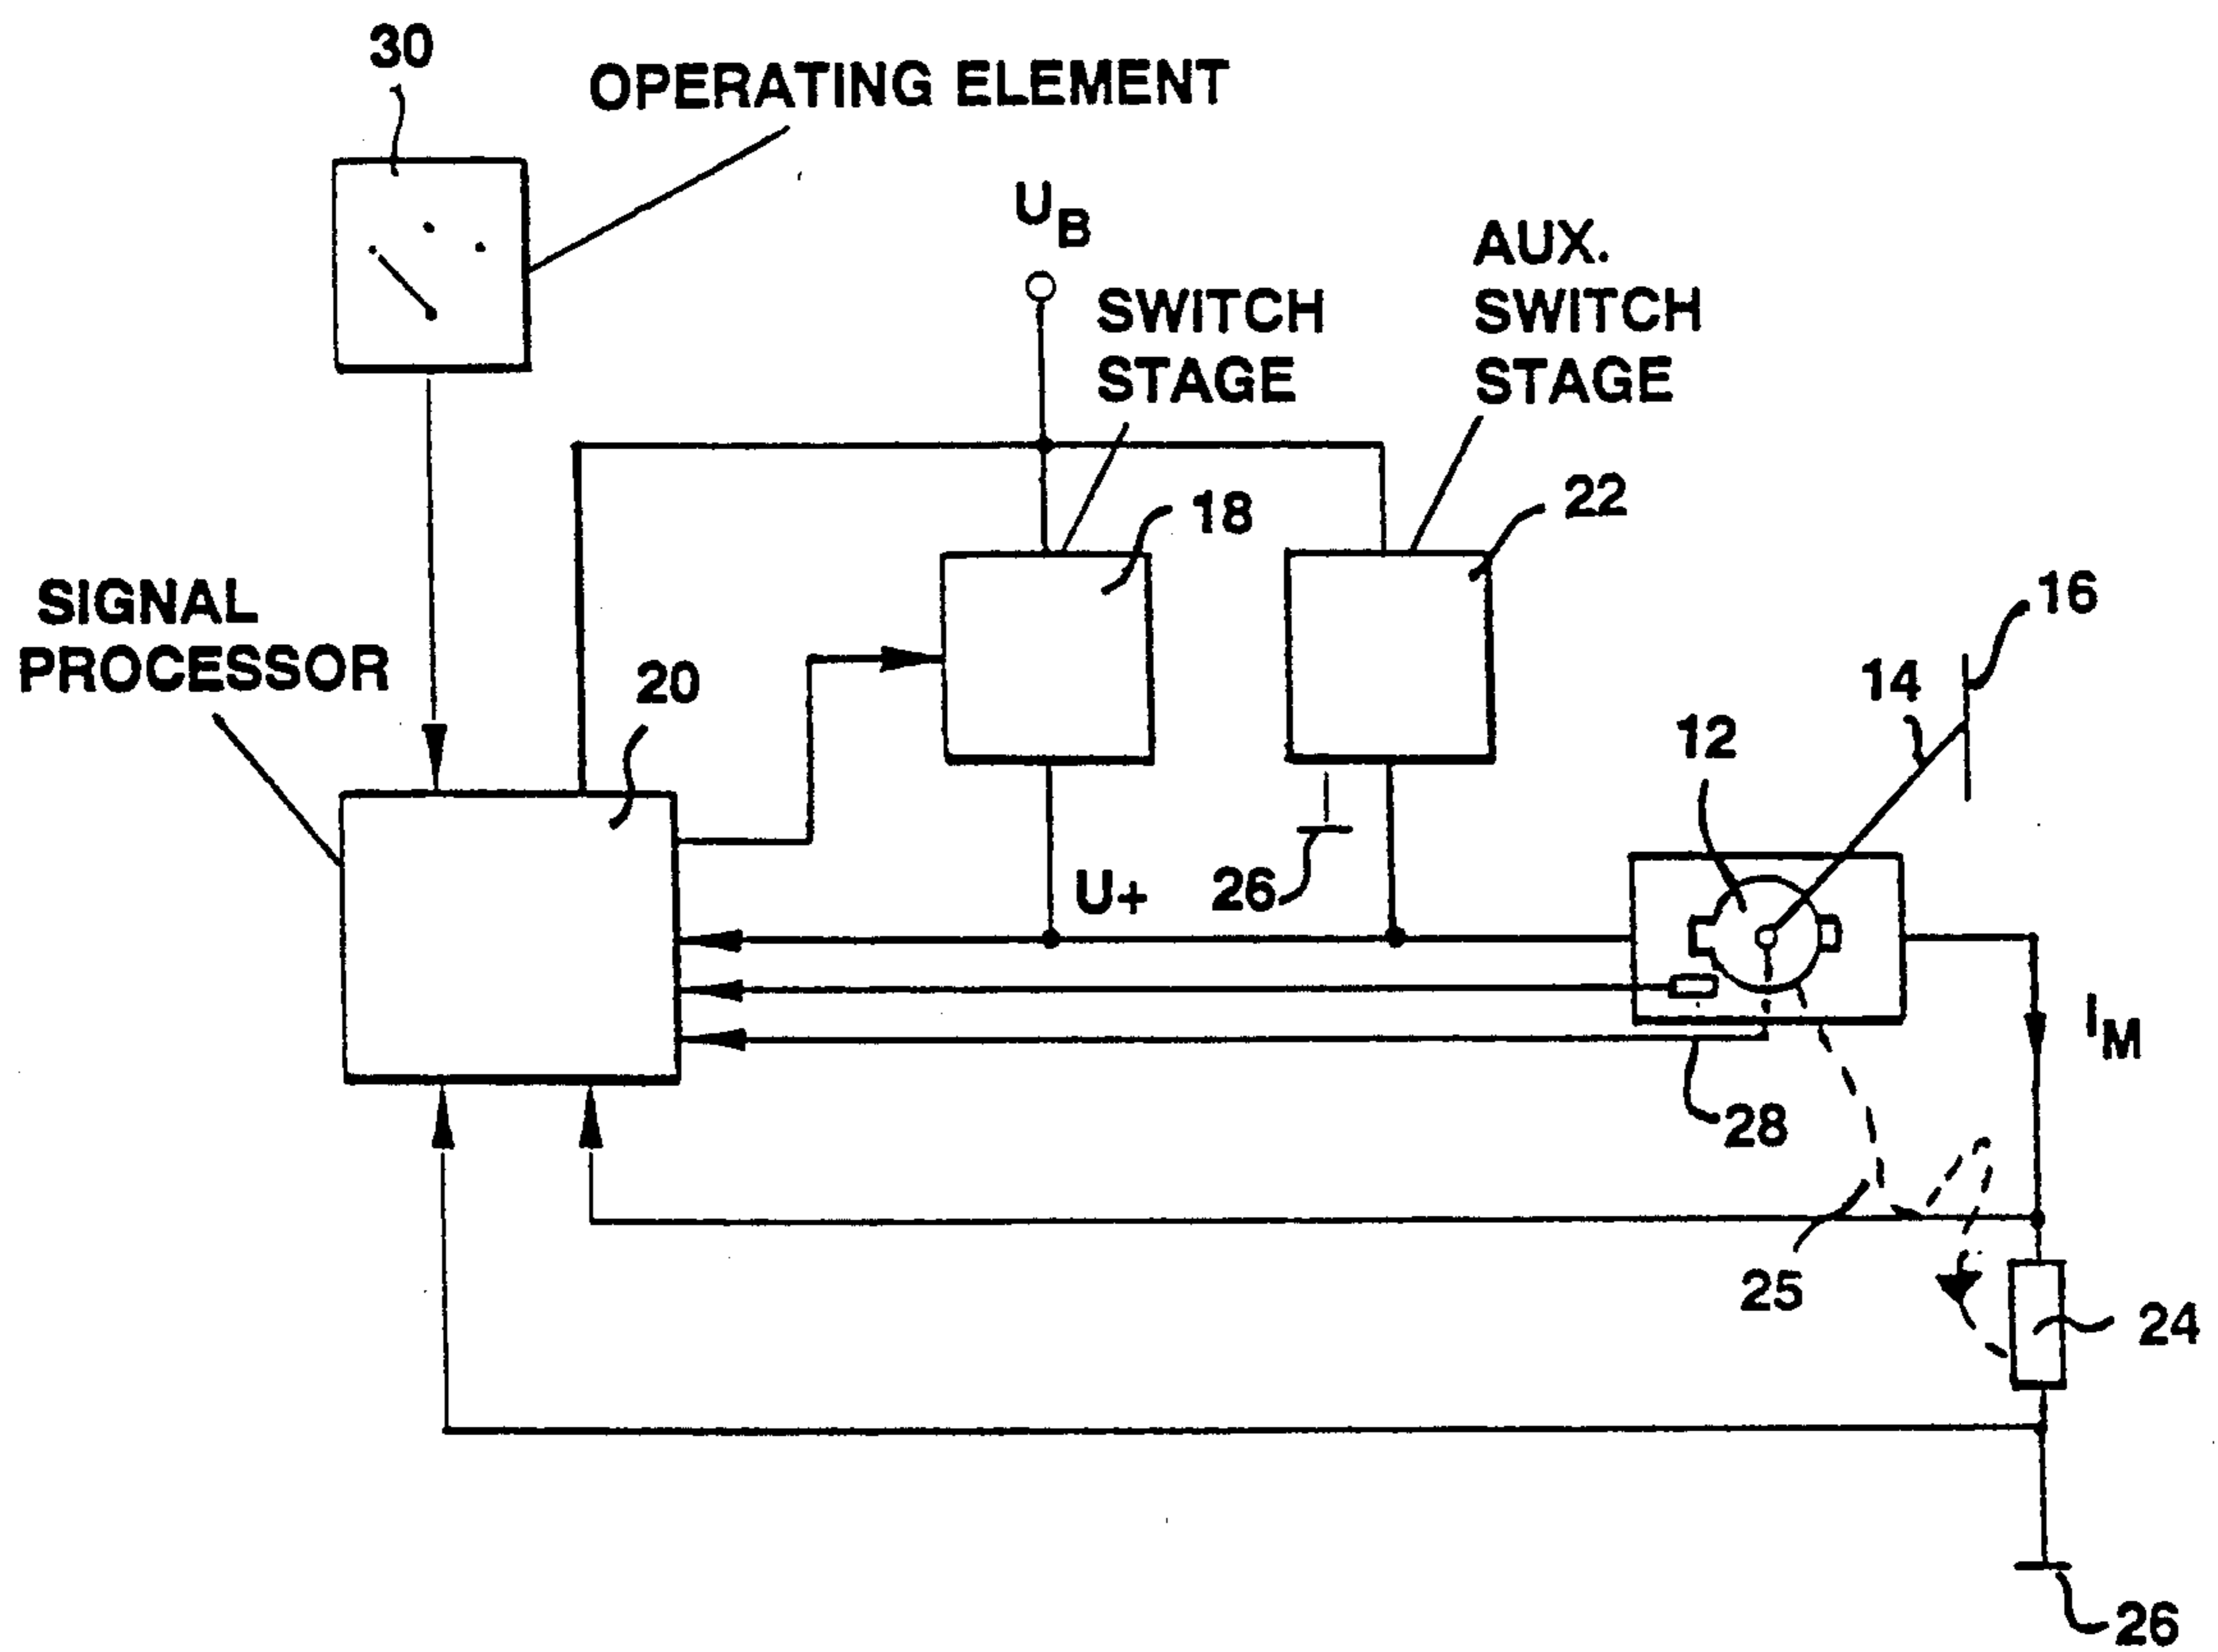 30
OPERATING ELEMENT
UB
AUX.
SWITCH
STAGE
SWITCH
STAGE
18
22
16
SIGNAL
PROCESSOR
20
14
12
U+
26
IM
28
25
24
26